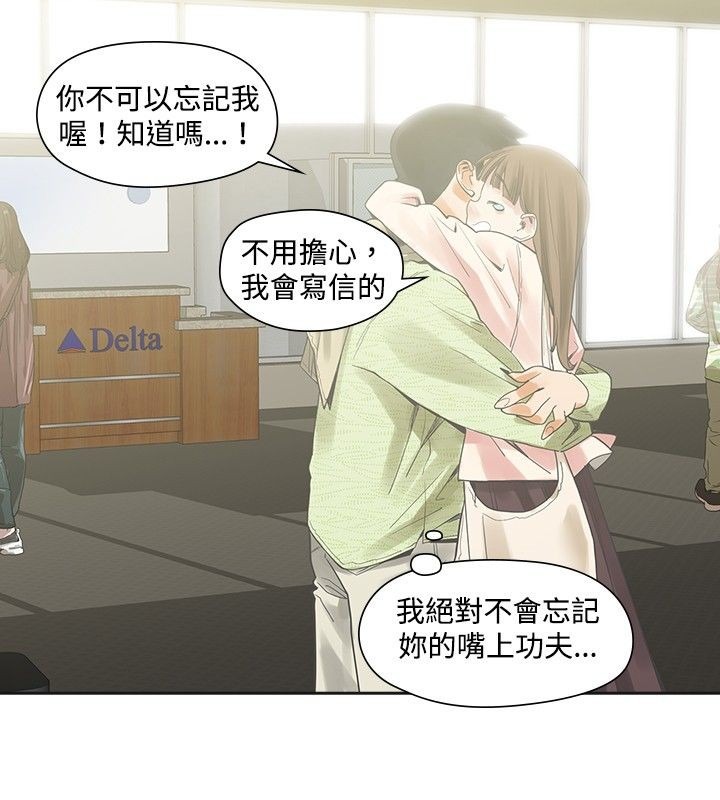 你不可以忘記我
喔！知道嗎...！
不用擔心，
我會寫信的
Delta
我絕對不會忘記
妳的嘴上功夫...